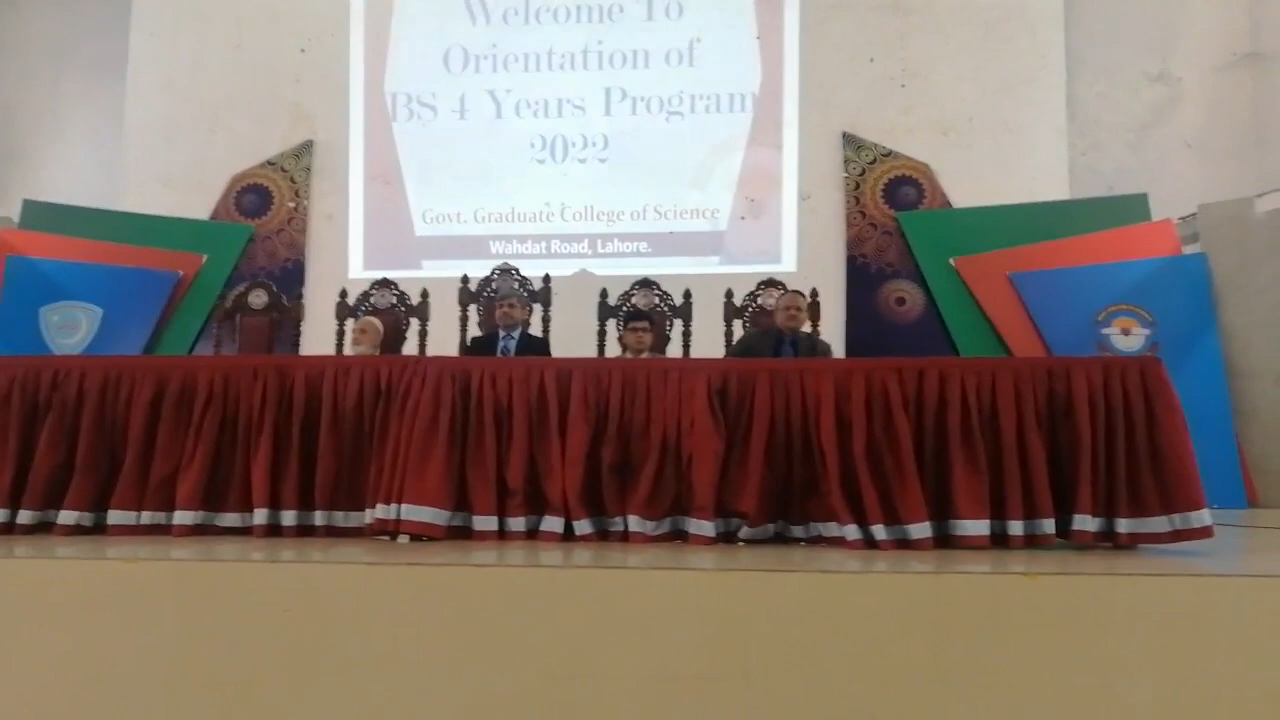 Welcome To
Orientation of
BS 4 Years Program
2022
Govt. Graduate College of Science
Wahdat Road, Lahore.